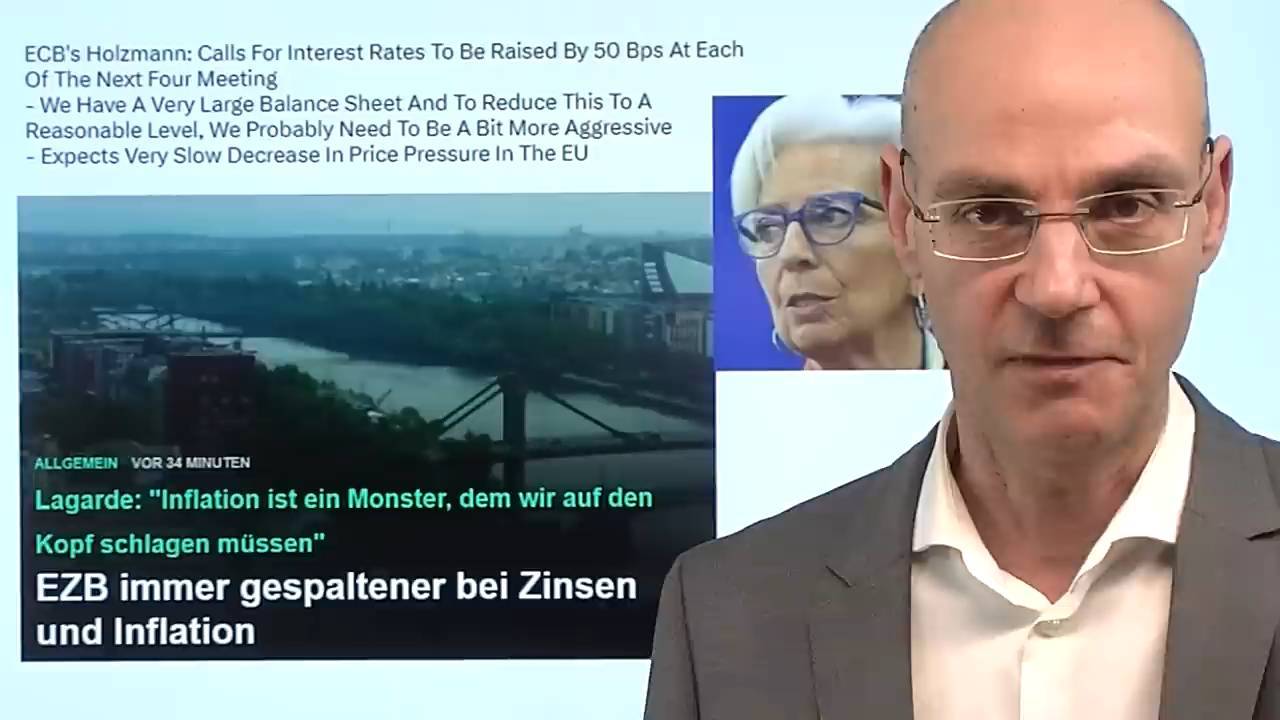 ECB's Holzmann: Calls For Interest Rates To Be Raised By 50 Bps At Each
Of The Next Four Meeting
- We Have A Very Large Balance Sheet And To Reduce This To A
Reasonable Level, We Probably Need To Be A Bit More Aggressive
- Expects Very Slow Decrease In Price Pressure In The EU
ALLGEMEIN VOR 34 MINUTEN
Lagarde: "Inflation ist ein Monster, dem wir auf den
Kopf schlagen müssen"
EZB immer gespaltener bei Zinsen
und Inflation